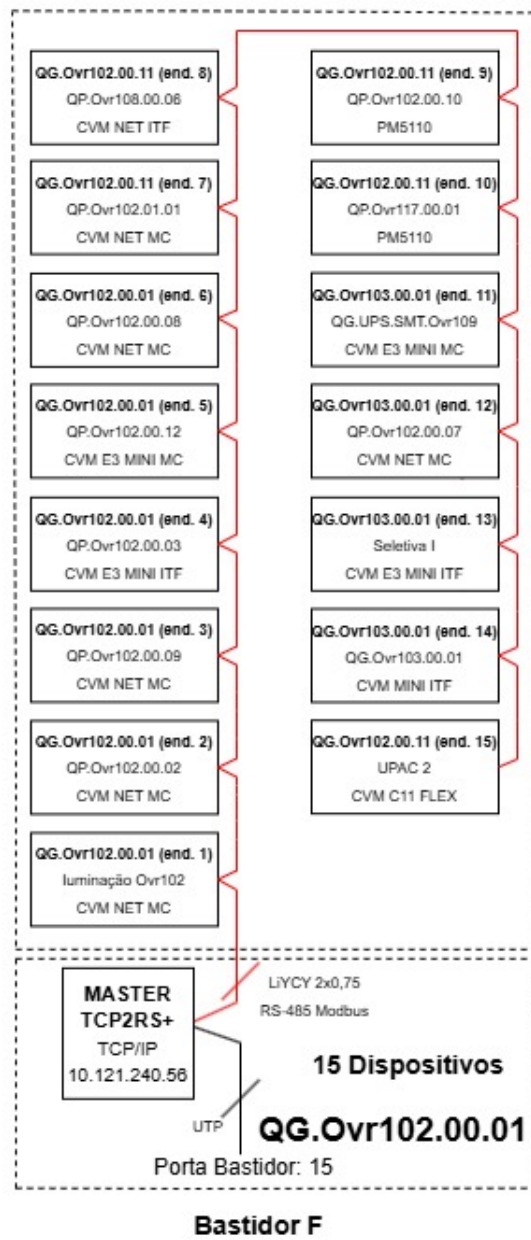 QG.Ovr102.00.11 (end. 8)
QP.Ovr108.00.06
CVM NET ITF
QG.Ovr102.00.11 (end. 7)
QP.Ovr102.01.01
CVM NET MC
QG.Ovr102.00.01 (end. 6)
QP.Ovr102.00.08
CVM NET MC
QG.Ovr102.00.01 (end. 5)
QP.Ovr102.00.12
CVM E3 MINI MC
QG.Ovr102.00.01 (end. 4)
QP.Ovr102.00.03
CVM E3 MINI ITF
QG.Ovr102.00.01 (end. 3)
QP.Ovr102.00.09
CVM NET MC
QG.Ovr102.00.01 (end. 2)
QP.Ovr102.00.02
CVM NET MC
QG.Ovr102.00.01 (end. 1)
Iuminação Ovr102
CVM NET MC
QG.Ovr102.00.11 (end. 9)
QP.Ovr102.00.10
PM5110
QG.Ovr102.00.11 (end. 10)
QP.Ovr117.00.01
PM5110
QG.Ovr103.00.01 (end. 11)
QG.UPS.SMT.Ovr109
CVM E3 MINI MC
QG.Ovr103.00.01 (end. 12)
QP.Ovr102.00.07
CVM NET MC
QG.Ovr103.00.01 (end. 13)
Seletiva I
CVM E3 MINI ITF
QG.Ovr103.00.01 (end. 14)
QG.Ovr103.00.01
CVM MINI ITF
QG.Ovr102.00.11 (end. 15)
UPAC 2
CVM C11 FLEX
MASTER
TCP2RS+
TCP/IP
10.121.240.56
LiYCY 2x0,75
RS-485 Modbus
15 Dispositivos
UTP
QG.Ovr102.00.01
Porta Bastidor: 15
Bastidor F